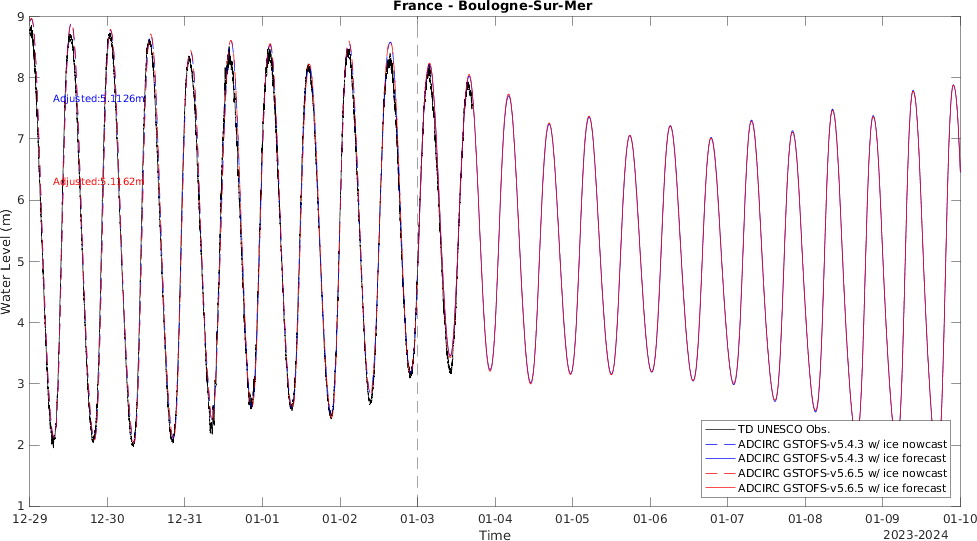 France - Boulogne-Sur-Mer
9
8
7
6
5
4
3
2
1
Water Level (m)
Adjusted:5.1126m
Adjusted:5.1162m
TD UNESCO Obs.
ADCIRC GSTOFS-v5.4.3 w/ ice nowcast
ADCIRC GSTOFS-v5.4.3 w/ ice forecast
ADCIRC GSTOFS-v5.6.5 w/ ice nowcast
ADCIRC GSTOFS-v5.6.5 w/ ice forecast
12-29 12-30 12-31 01-01 01-02 01-03 01-04 01-05 01-06 01-07 01-08 01-09 01-10
Time
2023-2024